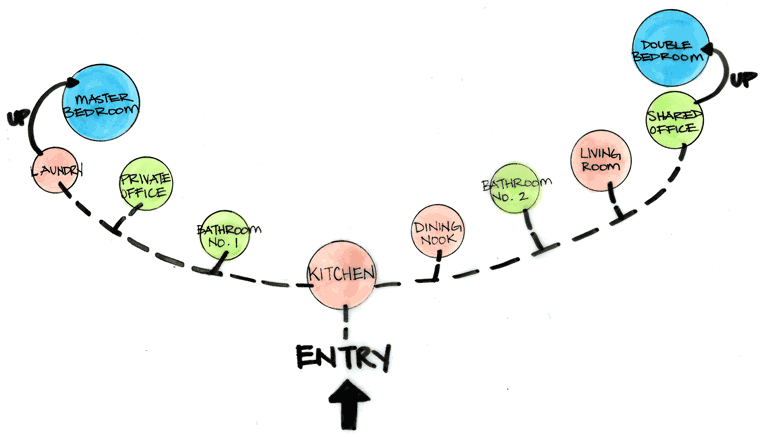 DOUBLE
BEDROOM
MASTER
BEDROOM
UP
UP
SHARED
OFFICE
LAUNDRY
PRIVATE
OFFICE
LIVING
ROOM
BATHROOM
NO. 2
BATHROOM
NO. 1
DINING
NOOK
KITCHEN
ENTRY